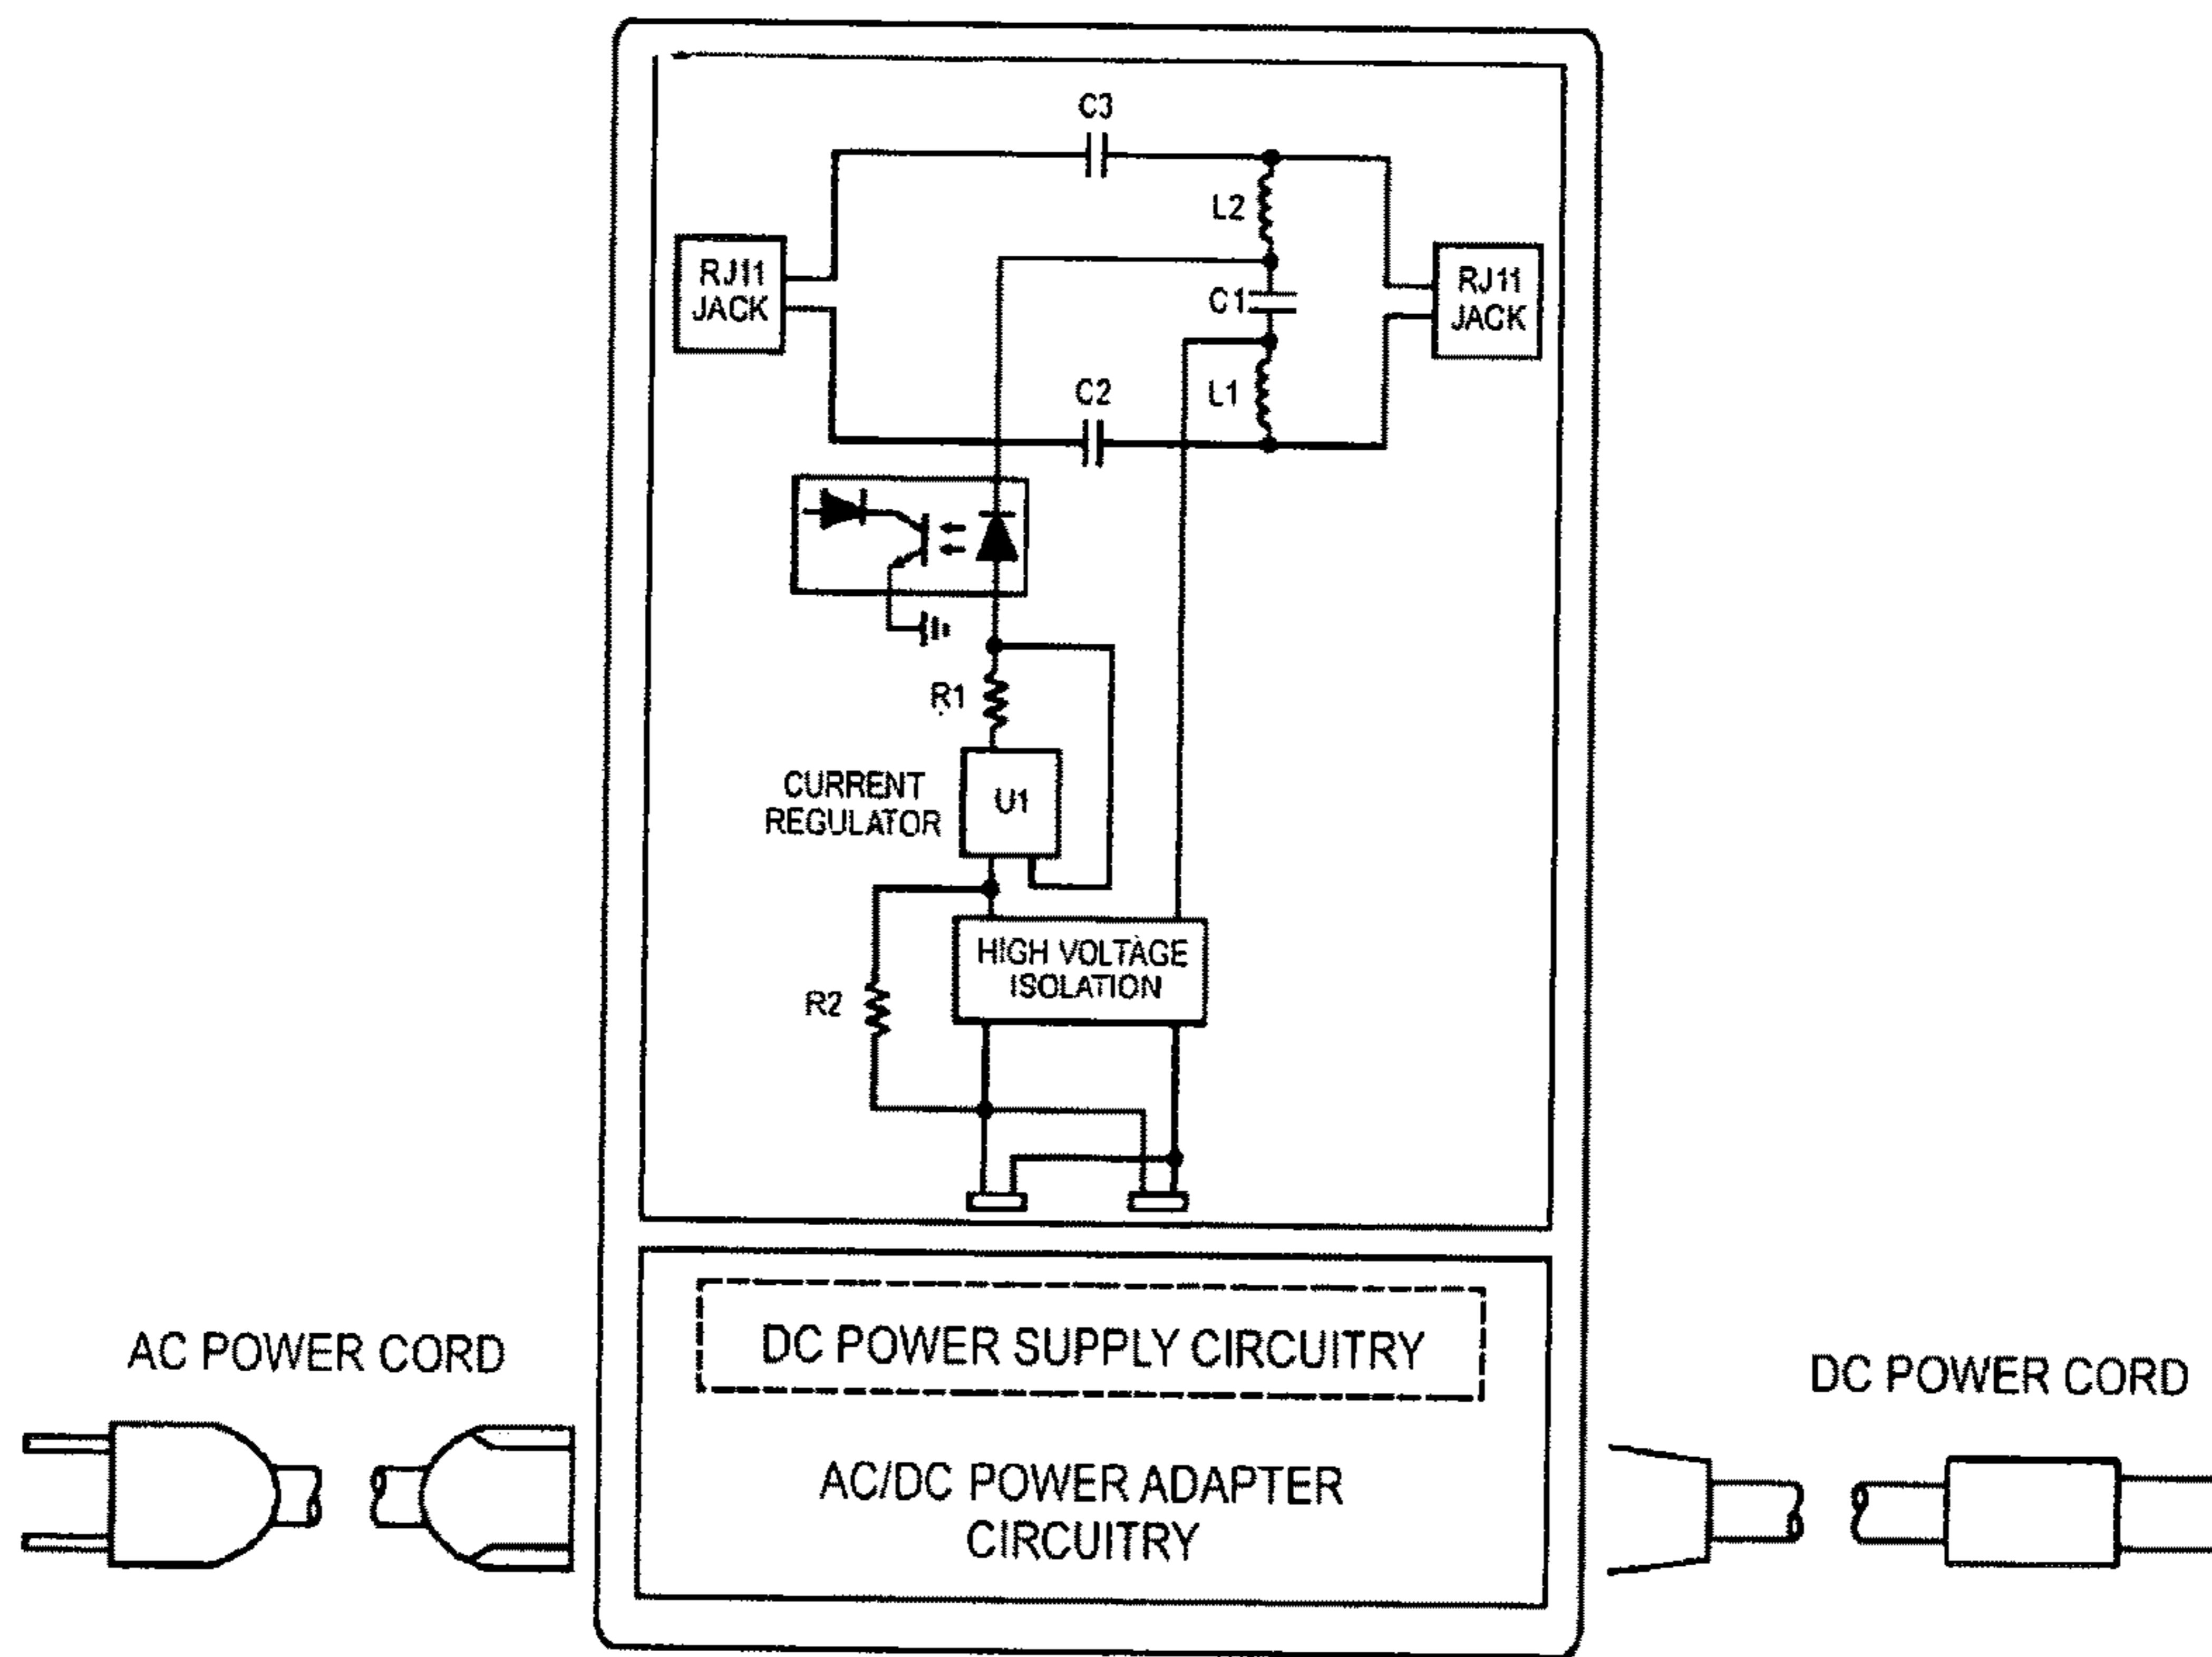 C3
L2
RJ11
JACK
C1
RJ11
JACK
C2
L1
R1
CURRENT
REGULATOR
U1
HIGH VOLTAGE
ISOLATION
R2
DC POWER SUPPLY CIRCUITRY
AC POWER CORD
DC POWER CORD
AC/DC POWER ADAPTER
CIRCUITRY